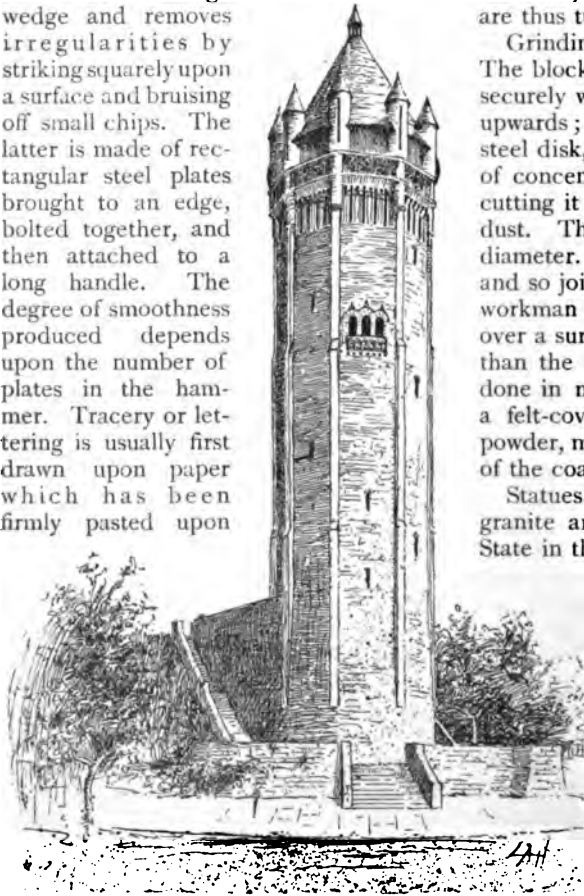 wedge and removes
irregularities by
striking squarely upon
a surface and bruising
off small chips. The
latter is made of rec-
tangular steel plates
brought to an edge,
bolted together, and
then attached to a
long handle. The
degree of smoothness
produced depends
upon the number of
plates in the ham-
mer. Tracery or let-
tering is usually first
drawn upon paper
which has been
firmly pasted upon
are thus
Grindin
The block
securely
upwards ;
steel disk,
of concen
cutting it
dust.
diameter.
and so joi
workman
over a sur
than the
done in
a felt-cov
powder,
of the coa
Statues
granite
State in